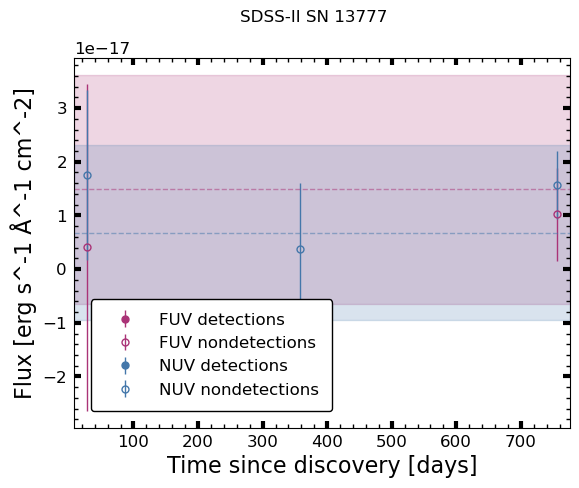 SDSS-II SN 13777
1e−17
Flux [erg s^-1 Å^-1 cm^-2]
3
2
1
0
−1
−2
FUV detections
FUV nondetections
NUV detections
NUV nondetections
100 200 300 400 500 600 700
Time since discovery [days]